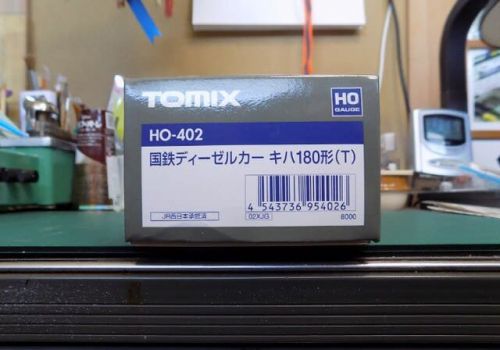 TOMIX
HO
GAUGE
HO-402
国鉄ディーゼルカー キハ180形(T)
4 543736 954026
02XJG
8000
JR西日本承認済